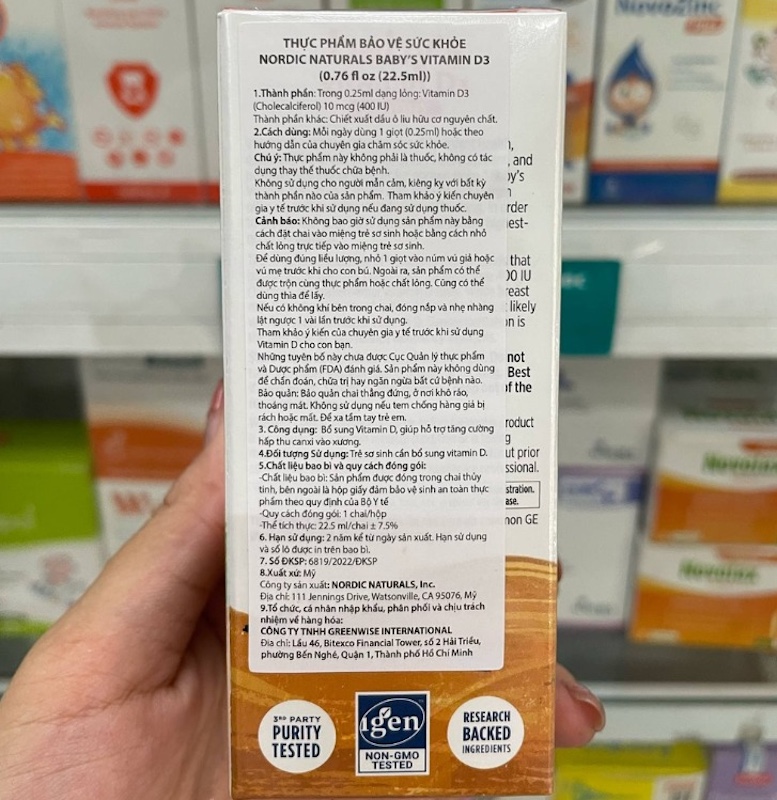 NovoZinc
THỰC PHẨM BẢO VỆ SỨC KHỎE
NORDIC NATURALS BABY'S VITAMIN D3
(0.76 fl oz (22.5ml))
1.Thành phần: Trong 0.25ml dạng lỏng: Vitamin D3
(Cholecalciferol) 10 mcg (400 IU)
Thành phần khác: Chiết xuất dầu ô liu hữu cơ nguyên chất.
2.Cách dùng: Mỗi ngày dùng 1 giọt (0.25ml) hoặc theo
hướng dẫn của chuyên gia chăm sóc sức khỏe.
Chú ý: Thực phẩm này không phải là thuốc, không có tác
dụng thay thế thuốc chữa bệnh.
Không sử dụng cho người mẫn cảm, kiêng kỵ với bất kỳ
thành phần nào của sản phẩm. Tham khảo ý kiến chuyên
gia y tế trước khi sử dụng nếu đang sử dụng thuốc.
Cảnh báo: Không bao giờ sử dụng sản phẩm này bằng
cách đặt chai vào miệng trẻ sơ sinh hoặc bằng cách nhỏ
chất lỏng trực tiếp vào miệng trẻ sơ sinh.
Để dùng đúng liều lượng, nhỏ 1 giọt vào núm vú giả hoặc
vú mẹ trước khi cho con bú. Ngoài ra, sản phẩm có thể
được trộn cùng thực phẩm hoặc chất lỏng. Cũng có thể
dùng thìa để lấy.
Nếu có không khí bên trong chai, đóng nắp và nhẹ nhàng
lật ngược 1 vài lần trước khi sử dụng.
Tham khảo ý kiến của chuyên gia y tế trước khi sử dụng
Vitamin D cho con bạn.
Những tuyên bố này chưa được Cục Quản lý thực phẩm
và Dược phẩm (FDA) đánh giá. Sản phẩm này không dùng
để chẩn đoán, chữa trị hay ngăn ngừa bất cứ bệnh nào.
Bảo quản: Bảo quản chai thẳng đứng, ở nơi khô ráo,
thoáng mát. Không sử dụng nếu tem chống hàng giả bị
rách hoặc mất. Để xa tầm tay trẻ em.
3. Công dụng: Bổ sung Vitamin D, giúp hỗ trợ tăng cường
hấp thu canxi vào xương.
4.Đối tượng Sử dụng: Trẻ sơ sinh cần bổ sung vitamin D.
5.Chất liệu bao bì và quy cách đóng gói:
-Chất liệu bao bì: Sản phẩm được đóng trong chai thủy
tinh, bên ngoài là hộp giấy đảm bảo vệ sinh an toàn thực
phẩm theo quy định của Bộ Y tế
-Quy cách đóng gói: 1 chai/hộp
-Thể tích thực: 22.5 ml/chai ± 7.5%
6. Hạn sử dụng: 2 năm kể từ ngày sản xuất. Hạn sử dụng
và số lô được in trên bao bì.
7. Số ĐKSP: 6819/2022/ĐKSP
8.Xuất xứ: Mỹ
Công ty sản xuất: NORDIC NATURALS, Inc.
Địa chỉ: 111 Jennings Drive, Watsonville, CA 95076, Mỹ
9.Tổ chức, cá nhân nhập khẩu, phân phối và chịu trách
nhiệm về hàng hóa:
CÔNG TY TNHH GREENWISE INTERNATIONAL
Địa chỉ: Lầu 46, Bitexco Financial Tower, số 2 Hải Triều,
phường Bến Nghé, Quận 1, Thành phố Hồ Chí Minh
, and
that
IU
likely
is
not
Best
of the
prior
GE
3RD PARTY
PURITY
TESTED
igen
NON-GMO
TESTED
RESEARCH
BACKED
INGREDIENTS